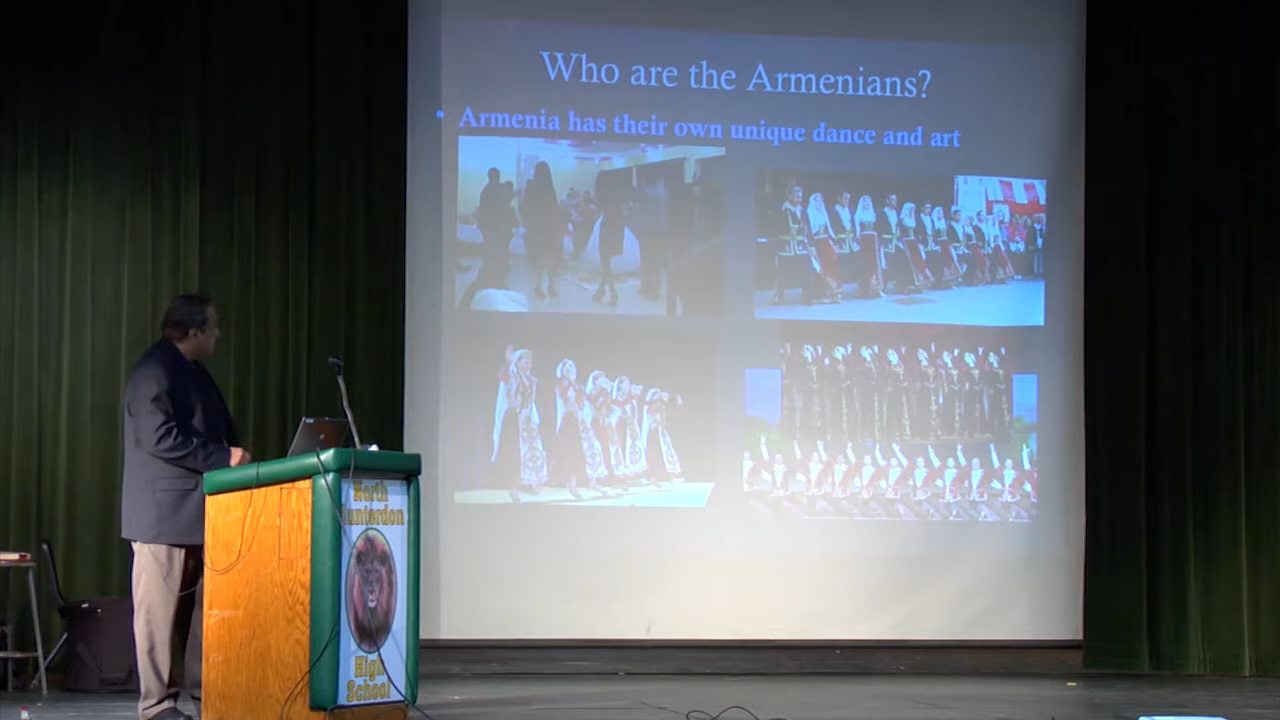 Who are the Armenians?
• Armenia has their own unique dance and art
North
Hunterdon
High
School